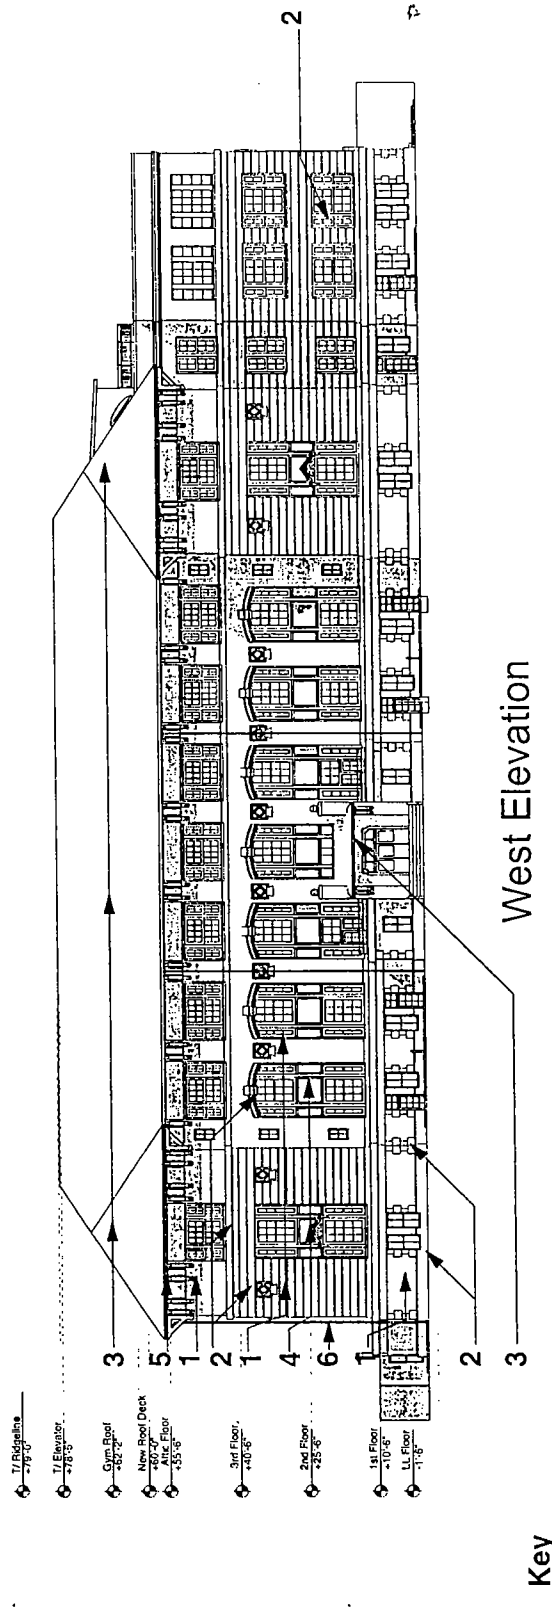 T/ Ridgeline
+79'-0"
T/ Elevator
+78'-6"
Gym Roof
+62'-2"
New Roof Deck
+60'-0"
Attic Floor
+55'-6"
3rd Floor
+40'-6"
2nd Floor
+25'-6"
1st Floor
+10'-6"
LL Floor
-1'-6"
2
3
5
1
2
1
4
6
1
2
3
West Elevation
Key